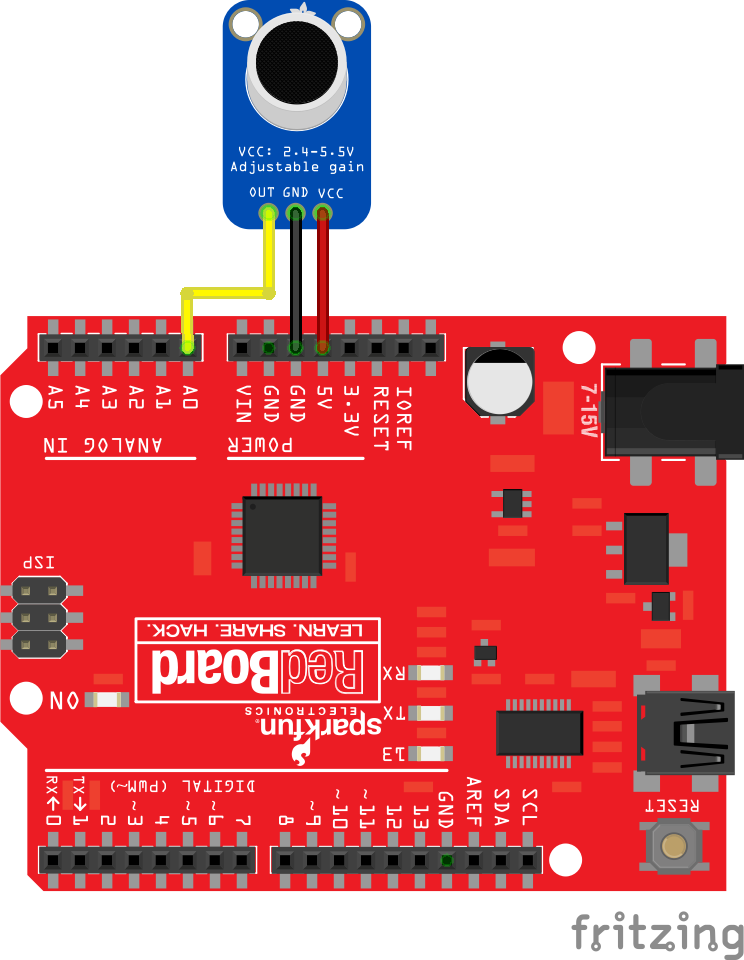 VCC: 2.4-5.5V
Adjustable gain
OUT GND VCC
A5 A4 A3 A2 A1 A0
VIN GND GND 5V 3.3V RESET IOREF
7-15V
ANALOG IN
POWER
ISP
LEARN. SHARE. HACK.
RedBoard
RX
ON
ELECTRONICS
sparkfun
TX
13
DIGITAL (PWM~)
RESET
RX←0 TX→1 2 ~3 4 ~5 ~6 7 8 ~9 ~10 ~11 12 13 GND AREF SDA SCL
fritzing